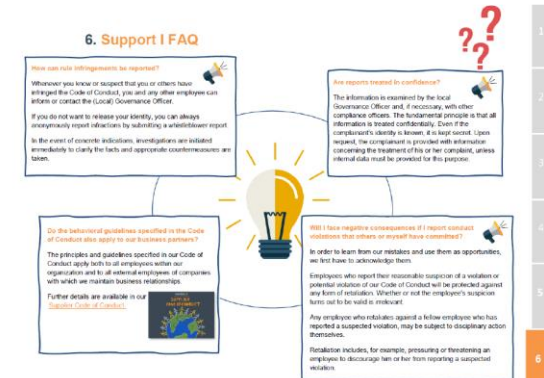 6. Support I FAQ
???
How can rule infringements be reported?
Whenever you know or suspect that you or others have
infringed the Code of Conduct, you and any other employee can
inform or contact the (Local) Governance Officer.
If you do not want to release your identity, you can always
anonymously report infractions by submitting a whistleblower report
In the event of concrete indications, investigations are initiated
immediately to clarify the facts and appropriate countermeasures are
taken.
Are reports treated in confidence?
The information is examined by the local
Governance Officer and, if necessary, with other
compliance officers. The fundamental principle is that all
information is treated confidentially. Even if the
complainant's identity is known, it is kept secret. Upon
request, the complainant is provided with information
concerning the treatment of his or her complaint, unless
internal data must be provided for this purpose.
Do the behavioral guidelines specified in the Code
of Conduct also apply to our business partners?
The principles and guidelines specified in our Code of
Conduct apply both to all employees within our
organization and to all external employees of companies
with which we maintain business relationships.
Further details are available in our
Supplier Code of Conduct.
Will I face negative consequences if I report conduct
violations that others or myself have committed?
In order to learn from our mistakes and use them as opportunities,
we first have to acknowledge them.
Employees who report their reasonable suspicion of a violation or
potential violation of our Code of Conduct will be protected against
any form of retaliation. Whether or not the employee's suspicion
turns out to be valid is irrelevant.
Any employee who retaliates against a fellow employee who has
reported a suspected violation, may be subject to disciplinary action
themselves.
Retaliation includes, for example, pressuring or threatening an
employee to discourage him or her from reporting a suspected
violation.
1
2
3
4
5
6